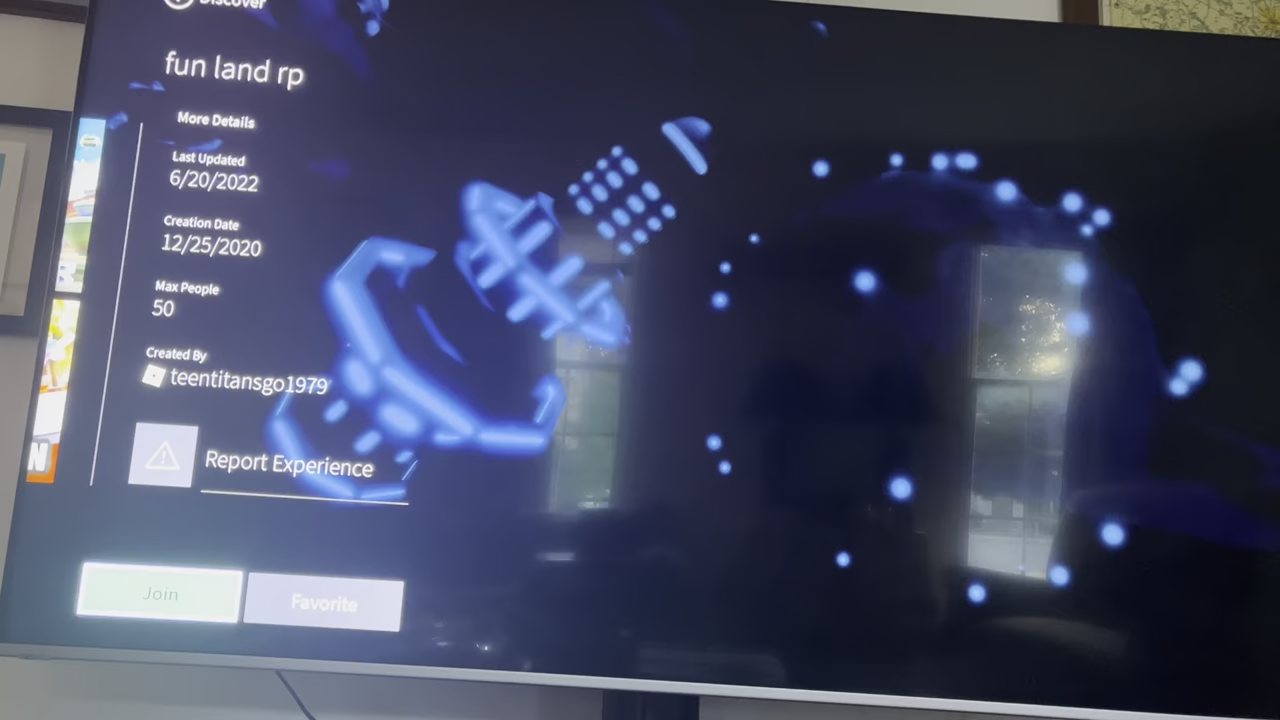 Discover
fun land rp
More Details
Last Updated
6/20/2022
Creation Date
12/25/2020
Max People
50
Created By
teentitansgo1979
Report Experience
Join
Favorite
N